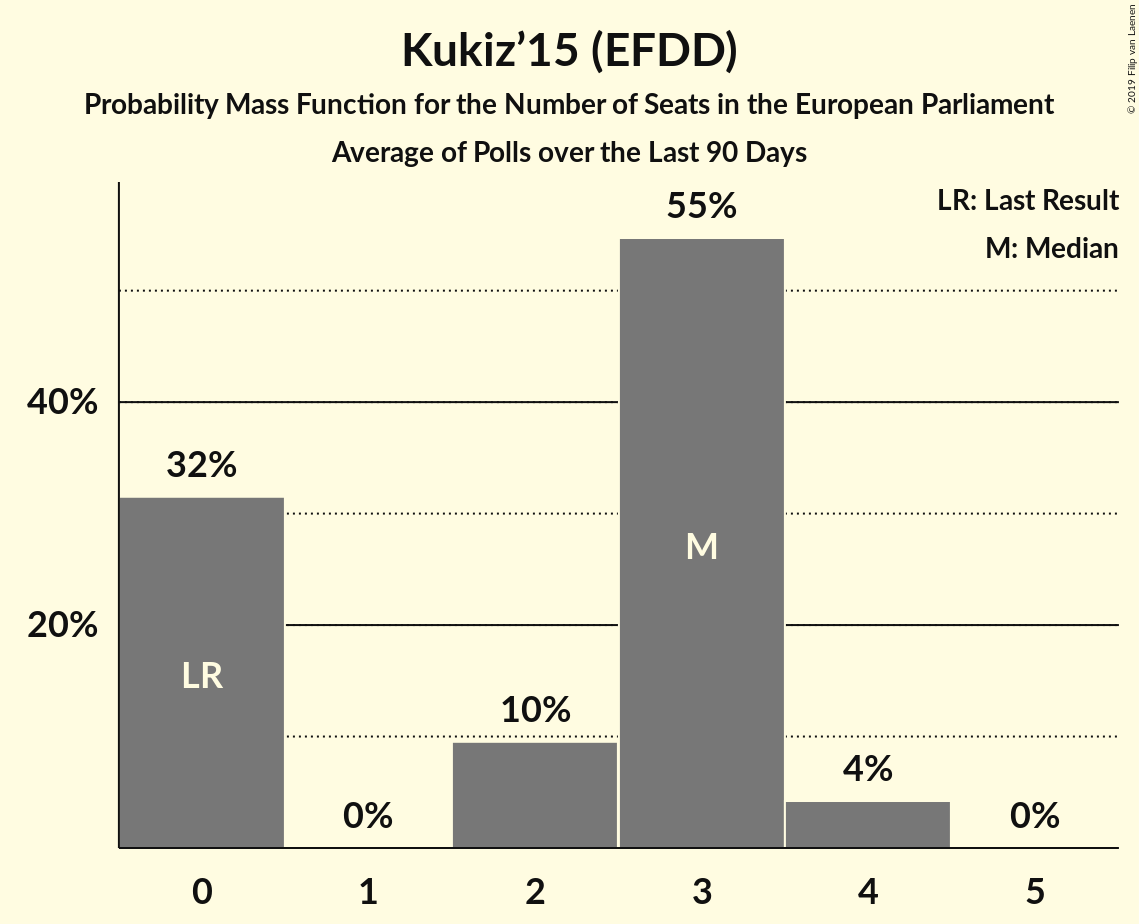 Kukiz’15 (EFDD)
Probability Mass Function for the Number of Seats in the European Parliament
Average of Polls over the Last 90 Days
© 2019 Filip van Laenen
LR: Last Result
M: Median
55%
40%
32%
M
20%
LR
10%
4%
0%
0%
0 1 2 3 4 5